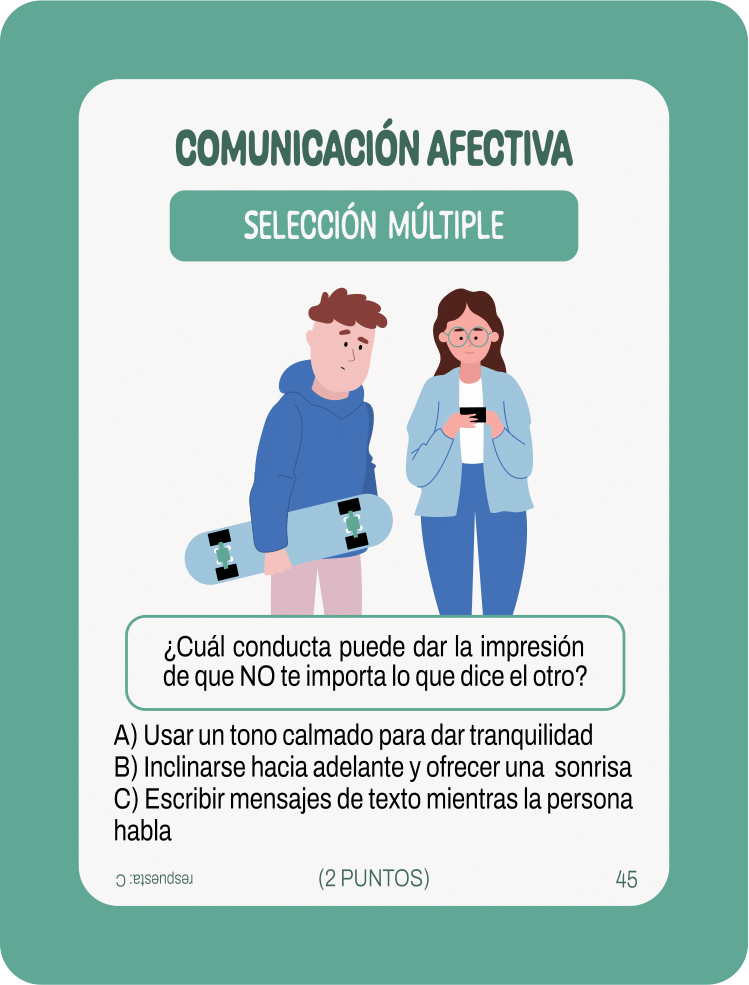 COMUNICACIÓN AFECTIVA
SELECCIÓN MÚLTIPLE
¿Cuál conducta puede dar la impresión
de que NO te importa lo que dice el otro?
A) Usar un tono calmado para dar tranquilidad
B) Inclinarse hacia adelante y ofrecer una sonrisa
C) Escribir mensajes de texto mientras la persona
habla
respuesta: C
(2 PUNTOS)
45